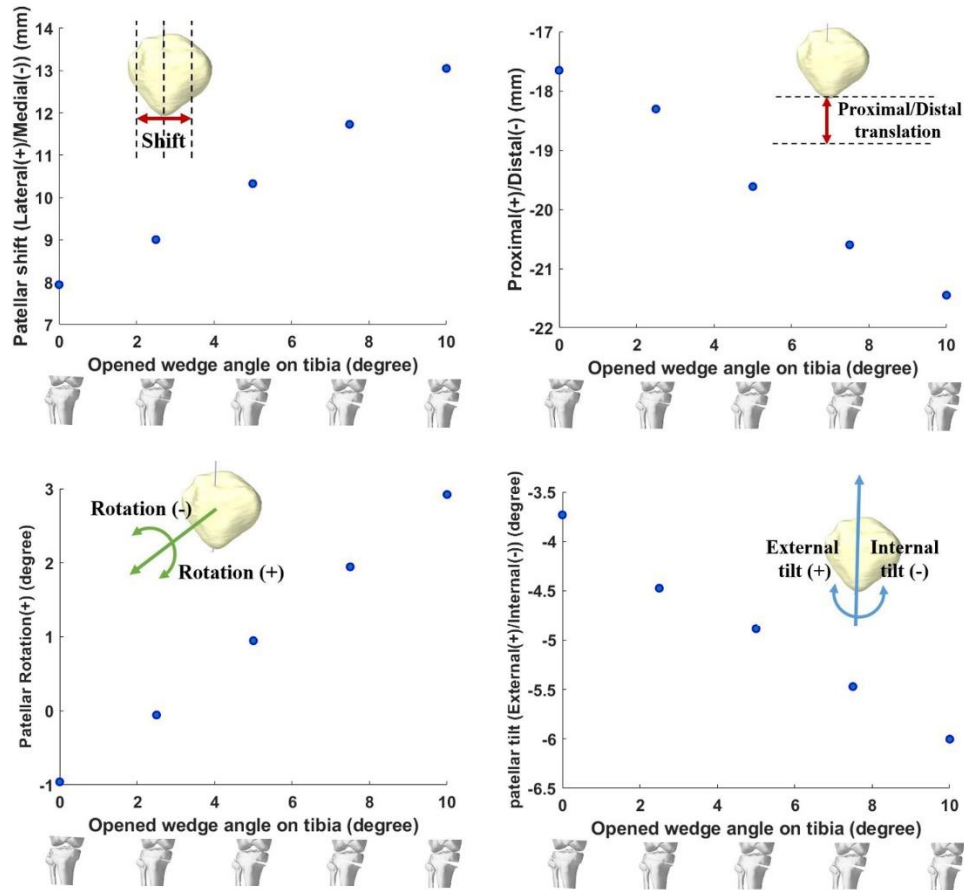 Patellar shift (Lateral(+)/Medial(-)) (mm)
14
13
12
11
10
9
8
7
Shift
0
2
4
6
8
10
Opened wedge angle on tibia (degree)
Proximal(+)/Distal(-) (mm)
-17
-18
-19
-20
-21
-22
Proximal/Distal
translation
0
2
4
6
8
10
Opened wedge angle on tibia (degree)
Patellar Rotation(+) (degree)
3
2
1
0
-1
Rotation (-)
Rotation (+)
0
2
4
6
8
10
Opened wedge angle on tibia (degree)
patellar tilt (External(+)/Internal(-)) (degree)
-3.5
-4
-4.5
-5
-5.5
-6
-6.5
External
tilt (+)
Internal
tilt (-)
0
2
4
6
8
10
Opened wedge angle on tibia (degree)